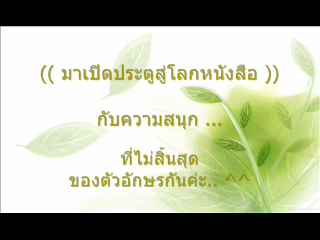 (( มาเปิดประตูสู่โลกหนังสือ ))
กับความสนุก ...
ที่ไม่สิ้นสุด
ของตัวอักษรกันค่ะ.. ^^